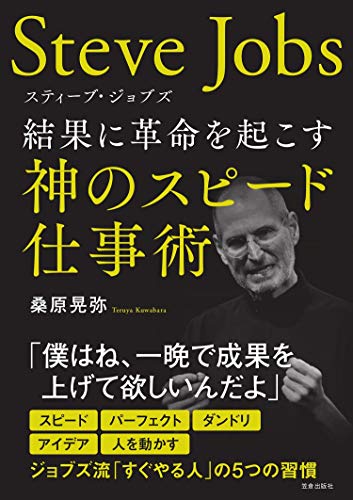 Steve Jobs
スティーブ・ジョブズ
結果に革命を起こす
神のスピード
仕事術
桑原晃弥 Teruya Kuwabara
「僕はね、一晩で成果を
上げて欲しいんだよ」
スピード パーフェクト ダンドリ
アイデア 人を動かす
ジョブズ流「すぐやる人」の5つの習慣
笠倉出版社